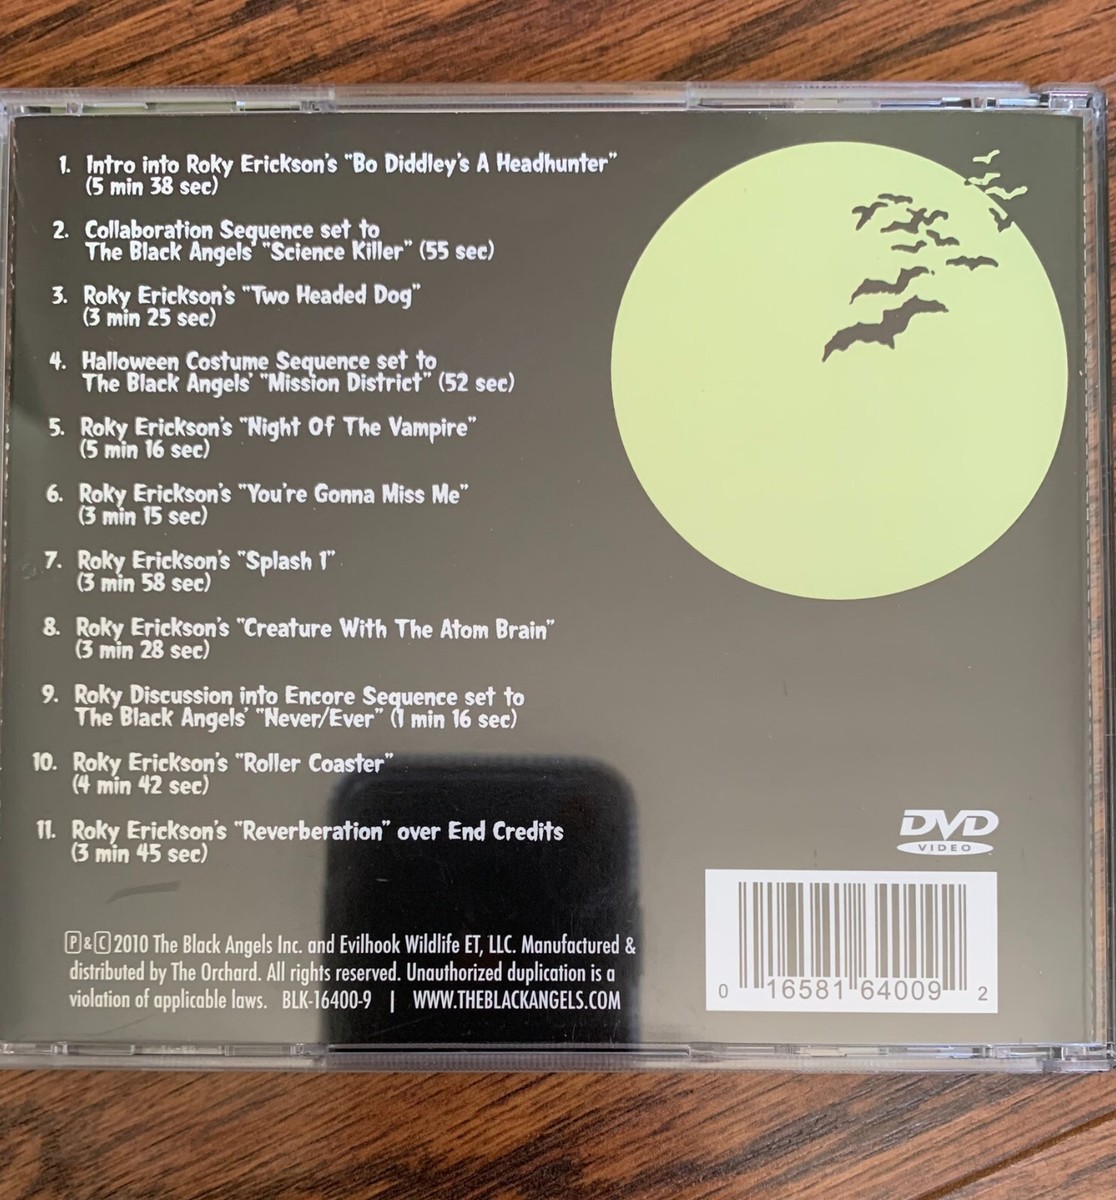 1. Intro into Roky Erickson's "Bo Diddley's A Headhunter"
(5 min 38 sec)
2. Collaboration Sequence set to
The Black Angels' "Science Killer" (55 sec)
3. Roky Erickson's "Two Headed Dog"
(3 min 25 sec)
4. Halloween Costume Sequence set to
The Black Angels' "Mission District" (52 sec)
5. Roky Erickson's "Night Of The Vampire"
(5 min 16 sec)
6. Roky Erickson's "You're Gonna Miss Me"
(3 min 15 sec)
7. Roky Erickson's "Splash 1"
(3 min 58 sec)
8. Roky Erickson's "Creature With The Atom Brain"
(3 min 28 sec)
9. Roky Discussion into Encore Sequence set to
The Black Angels' "Never/Ever" (1 min 16 sec)
10. Roky Erickson's "Roller Coaster"
(4 min 42 sec)
11. Roky Erickson's "Reverberation" over End Credits
(3 min 45 sec)
P & C 2010 The Black Angels Inc. and Evilhook Wildlife ET, LLC. Manufactured &
distributed by The Orchard. All rights reserved. Unauthorized duplication is a
violation of applicable laws. BLK-16400-9 | WWW.THEBLACKANGELS.COM
DVD
VIDEO
0 16581 64009 2